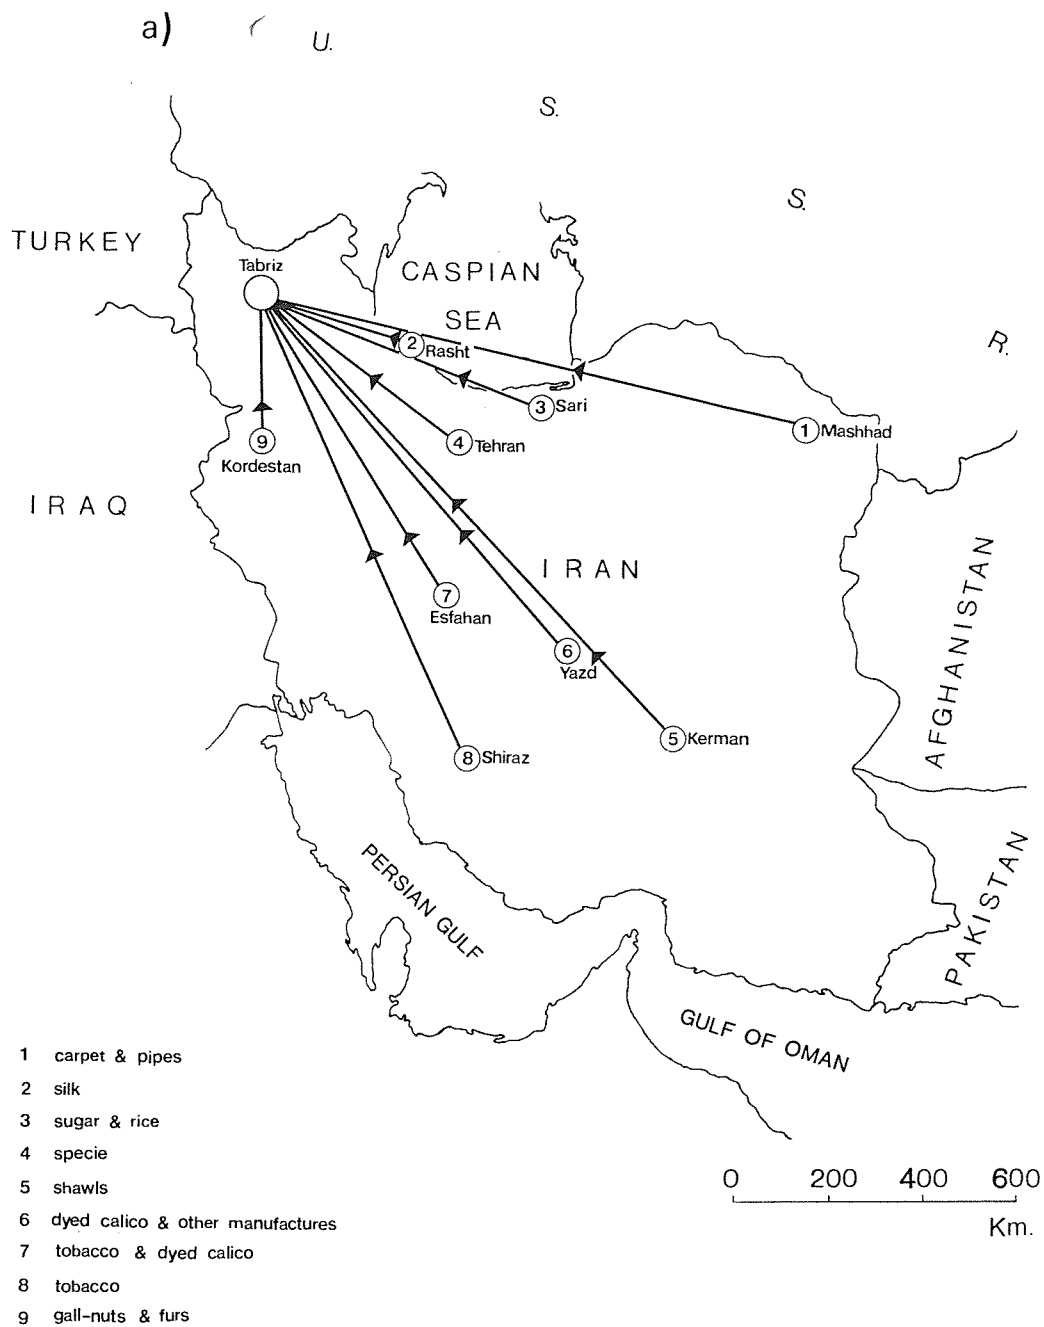 a)
U.
S.
S.
R.
TURKEY
Tabriz
CASPIAN
SEA
2 Rasht
3 Sari
1 Mashhad
4 Tehran
9
Kordestan
IRAQ
IRAN
7
Esfahan
6
Yazd
5 Kerman
8 Shiraz
AFGHANISTAN
PAKISTAN
PERSIAN GULF
GULF OF OMAN
1 carpet & pipes
2 silk
3 sugar & rice
4 specie
5 shawls
6 dyed calico & other manufactures
7 tobacco & dyed calico
8 tobacco
9 gall-nuts & furs
0 200 400 600
Km.